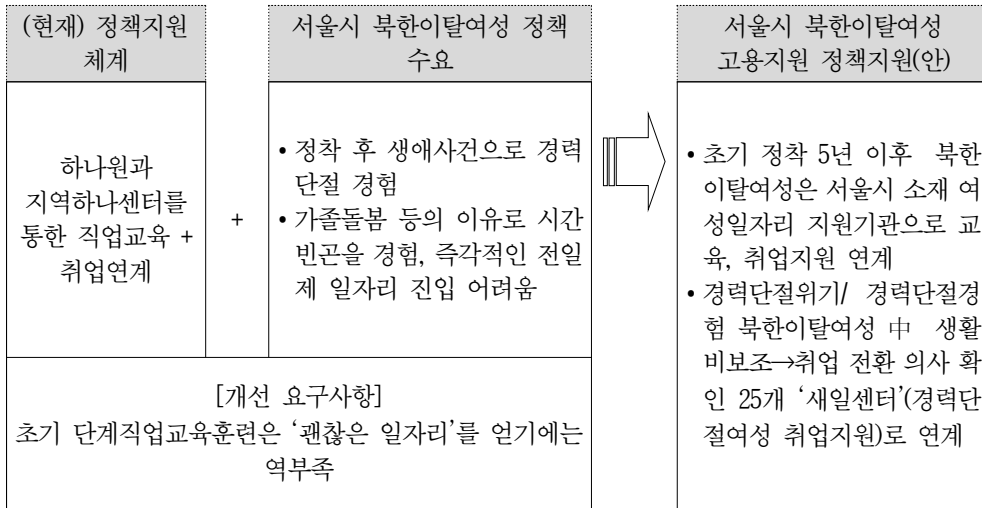 (현재) 정책지원
체계
서울시 북한이탈여성 정책
수요
서울시 북한이탈여성
고용지원 정책지원(안)
하나원과
지역하나센터를
통한 직업교육 +
취업연계
+
• 정착 후 생애사건으로 경력
단절 경험
• 가졸돌봄 등의 이유로 시간
빈곤을 경험, 즉각적인 전일
제 일자리 진입 어려움
• 초기 정착 5년 이후 북한
이탈여성은 서울시 소재 여
성일자리 지원기관으로 교
육, 취업지원 연계
• 경력단절위기/ 경력단절경
험 북한이탈여성 中 생활
비보조→취업 전환 의사 확
인 25개 ‘새일센터’(경력단
절여성 취업지원)로 연계
[개선 요구사항]
초기 단계직업교육훈련은 ‘괜찮은 일자리’를 얻기에는
역부족